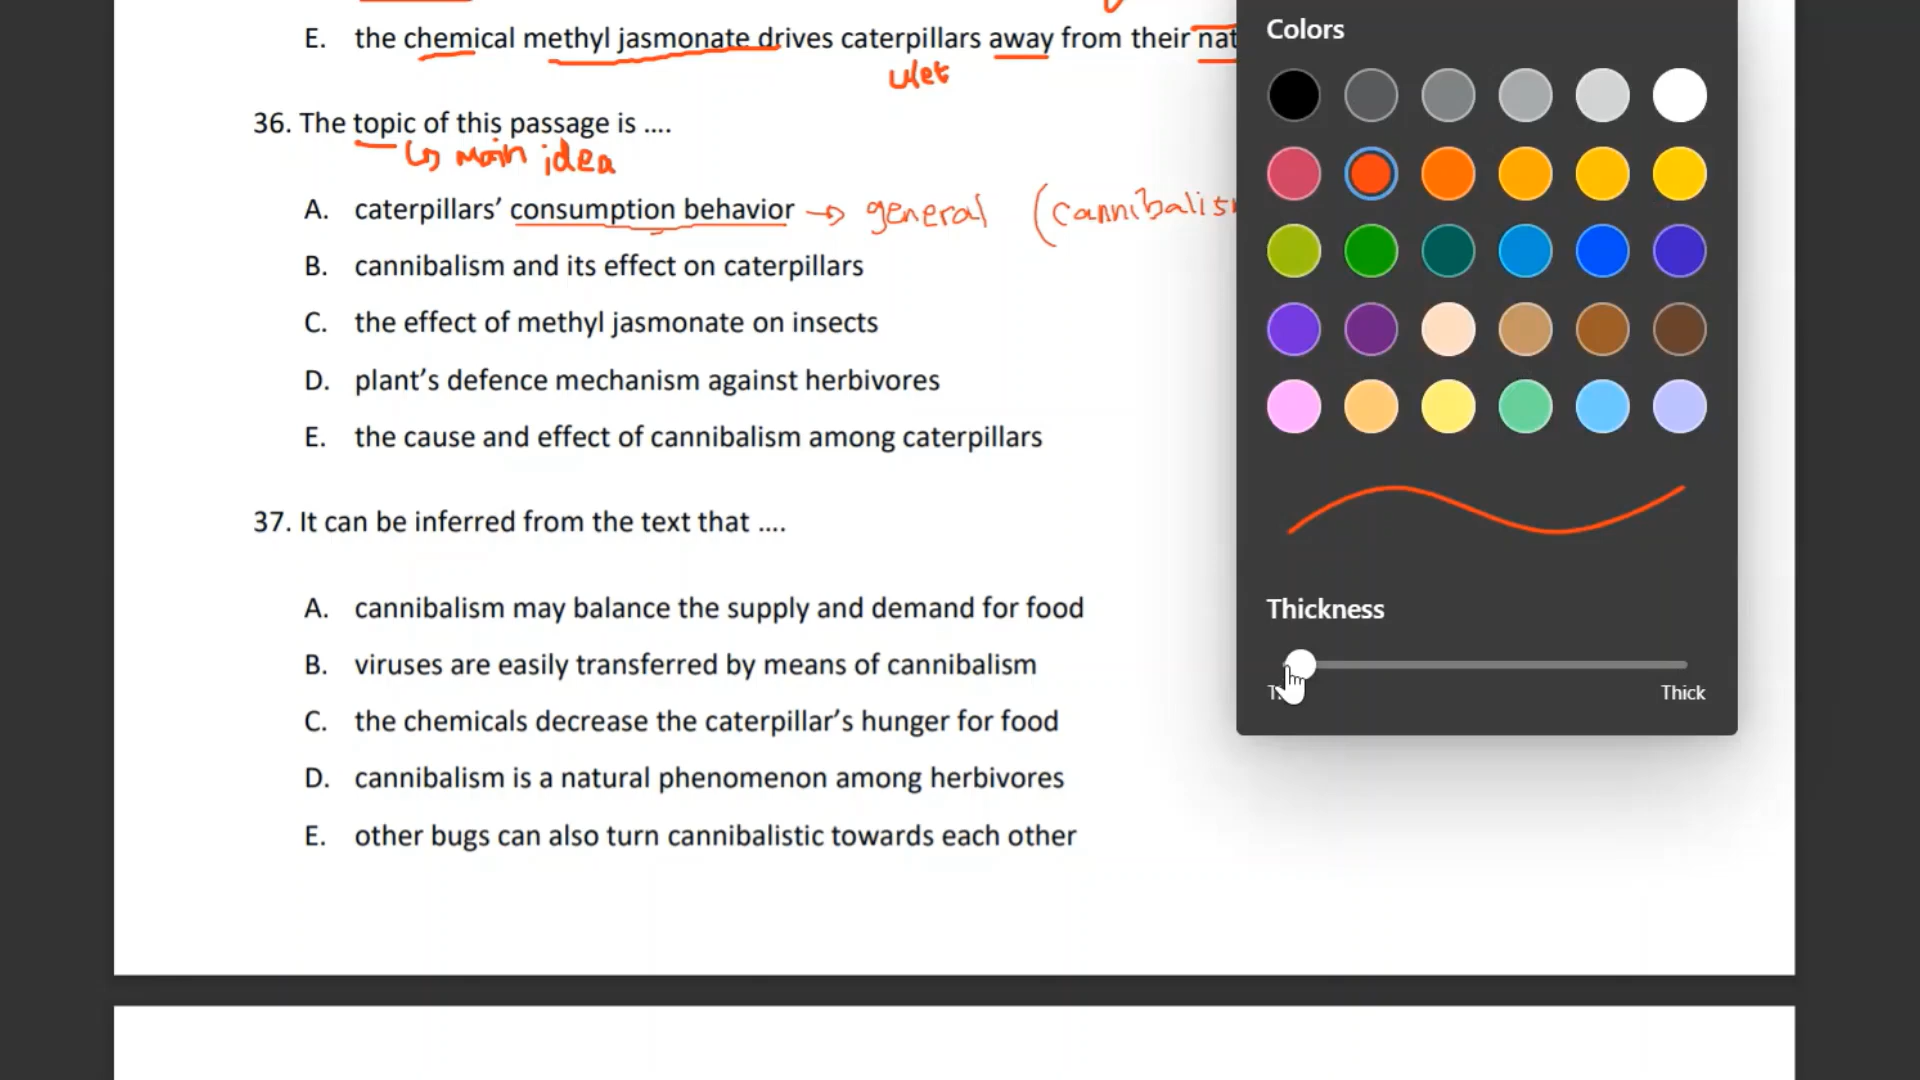 E. the chemical methyl jasmonate drives caterpillars away from their nat
ulet
36. The topic of this passage is ....
↳ main idea
A. caterpillars’ consumption behavior → general (cannibalism
B. cannibalism and its effect on caterpillars
C. the effect of methyl jasmonate on insects
D. plant’s defence mechanism against herbivores
E. the cause and effect of cannibalism among caterpillars
37. It can be inferred from the text that ....
A. cannibalism may balance the supply and demand for food
B. viruses are easily transferred by means of cannibalism
C. the chemicals decrease the caterpillar’s hunger for food
D. cannibalism is a natural phenomenon among herbivores
E. other bugs can also turn cannibalistic towards each other
Colors
Thickness
Thick